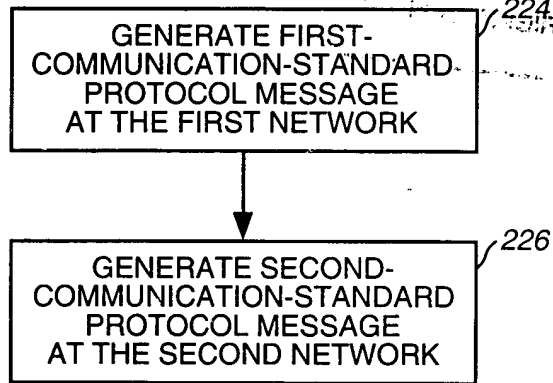 224
GENERATE FIRST-
COMMUNICATION-STANDARD
PROTOCOL MESSAGE
AT THE FIRST NETWORK
226
GENERATE SECOND-
COMMUNICATION-STANDARD
PROTOCOL MESSAGE
AT THE SECOND NETWORK